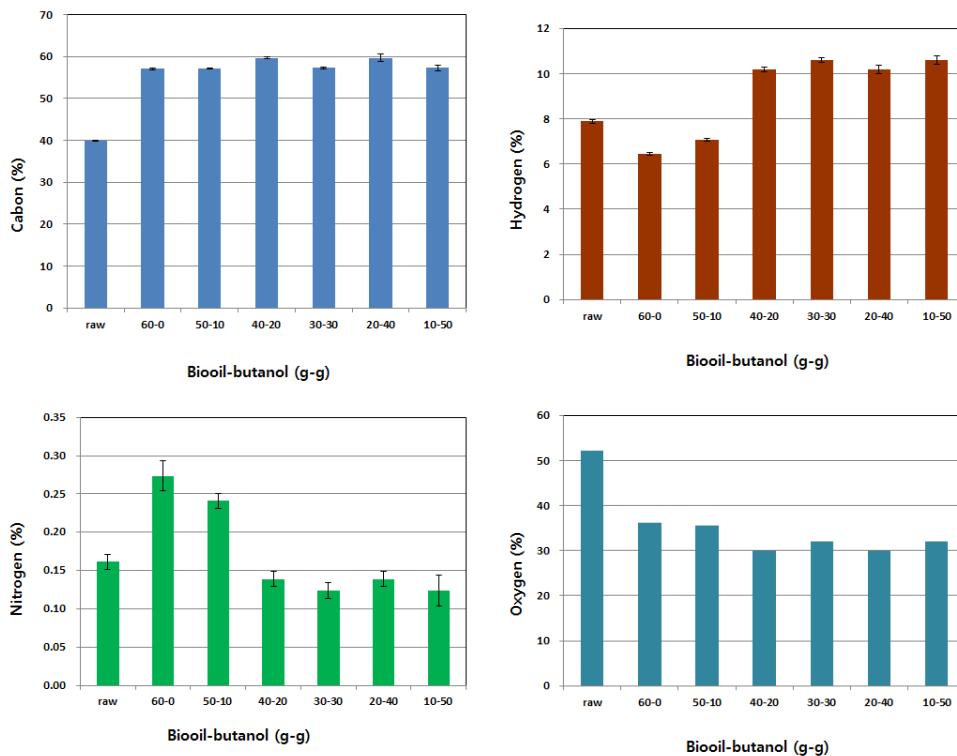 70
60
50
40
30
20
10
0
Cabon (%)
raw 60-0 50-10 40-20 30-30 20-40 10-50
Biooil-butanol (g-g)
12
10
8
6
4
2
0
Hydrogen (%)
raw 60-0 50-10 40-20 30-30 20-40 10-50
Biooil-butanol (g-g)
0.35
0.30
0.25
0.20
0.15
0.10
0.05
0.00
Nitrogen (%)
raw 60-0 50-10 40-20 30-30 20-40 10-50
Biooil-butanol (g-g)
60
50
40
30
20
10
0
Oxygen (%)
raw 60-0 50-10 40-20 30-30 20-40 10-50
Biooil-butanol (g-g)